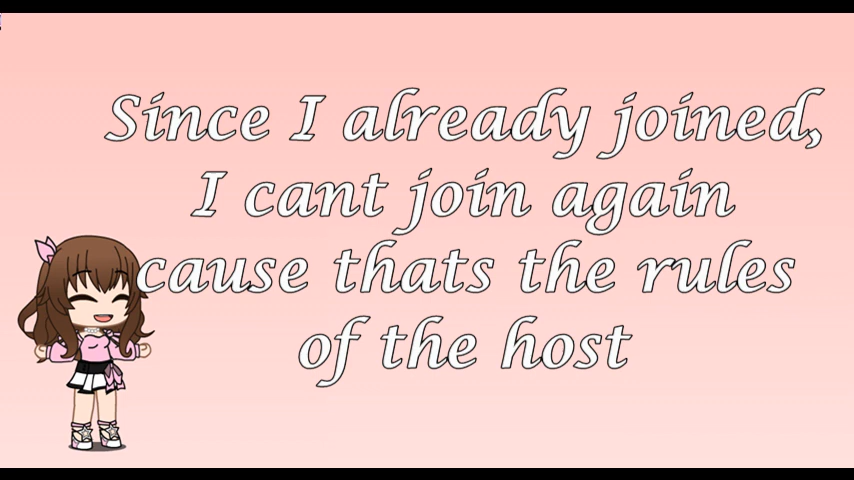 Since I already joined,
I cant join again
cause thats the rules
of the host